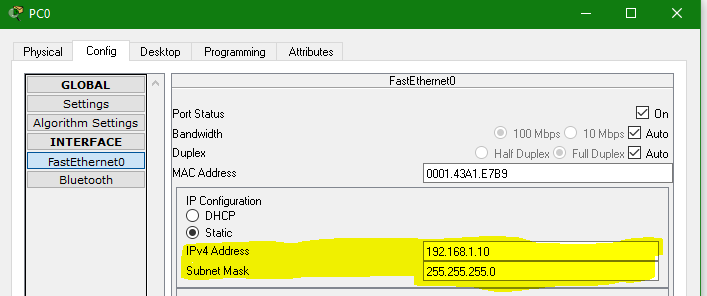 PC0
Physical Config Desktop Programming Attributes
GLOBAL
Settings
Algorithm Settings
INTERFACE
FastEthernet0
Bluetooth
FastEthernet0
Port Status On
Bandwidth 100 Mbps 10 Mbps Auto
Duplex Half Duplex Full Duplex Auto
MAC Address 0001.43A1.E7B9
IP Configuration
DHCP
Static
IPv4 Address 192.168.1.10
Subnet Mask 255.255.255.0